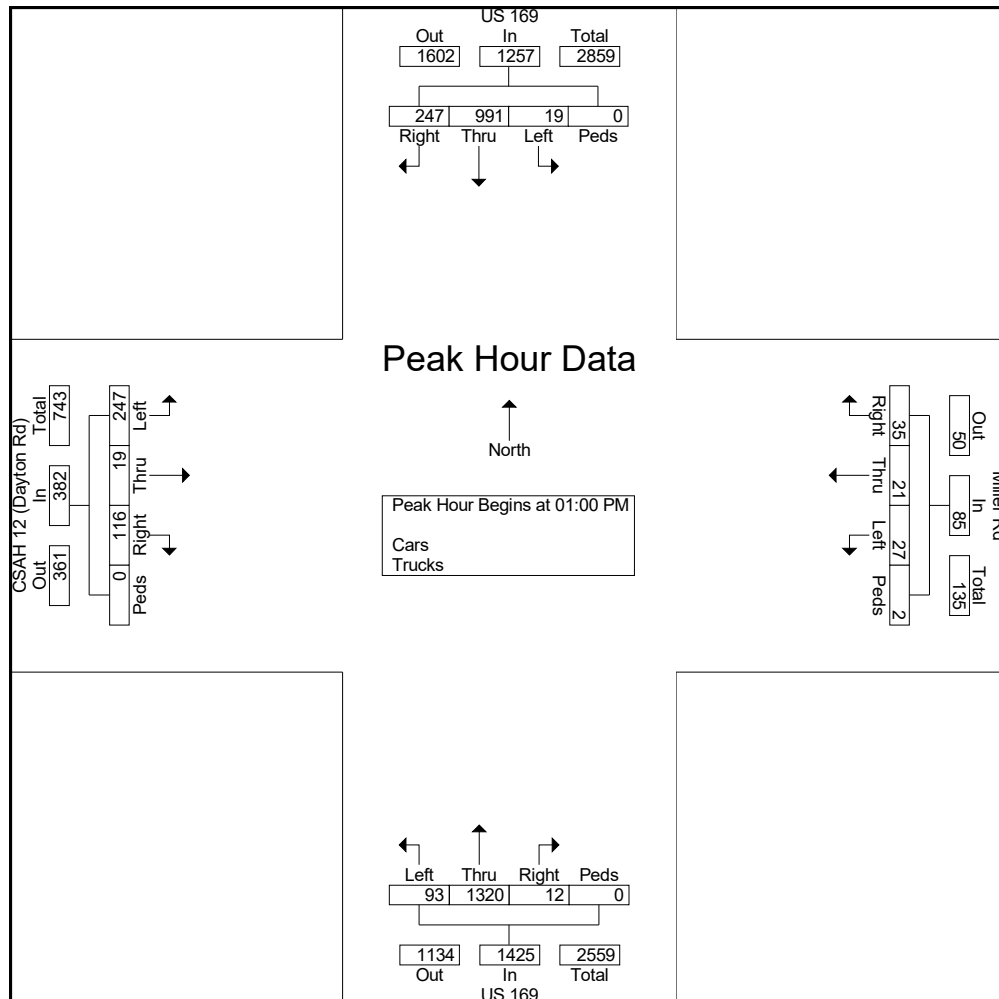 US 169
Out In Total
1602 1257 2859
247 991 19 0
Right Thru Left Peds
Peak Hour Data
North
Peak Hour Begins at 01:00 PM
Cars
Trucks
CSAH 12 (Dayton Rd)
Out In Total
361 382 743
247 19 116 0
Left Thru Right Peds
Miller Rd
Out In Total
50 85 135
35 21 27 2
Right Thru Left Peds
Left Thru Right Peds
93 1320 12 0
1134 1425 2559
Out In Total
US 169